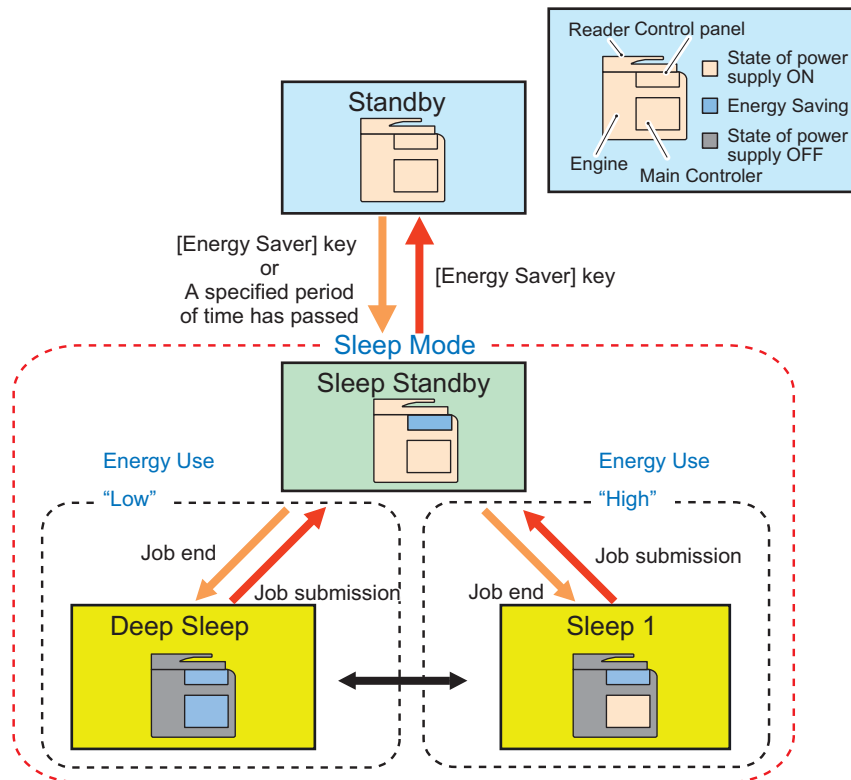 Reader Control panel
State of power
supply ON
Energy Saving
State of power
supply OFF
Engine
Main Controler
Standby
[Energy Saver] key
or
A specified period
of time has passed
[Energy Saver] key
Sleep Mode
Sleep Standby
Energy Use
“Low”
Energy Use
“High”
Job end
Job submission
Job submission
Job end
Deep Sleep
Sleep 1